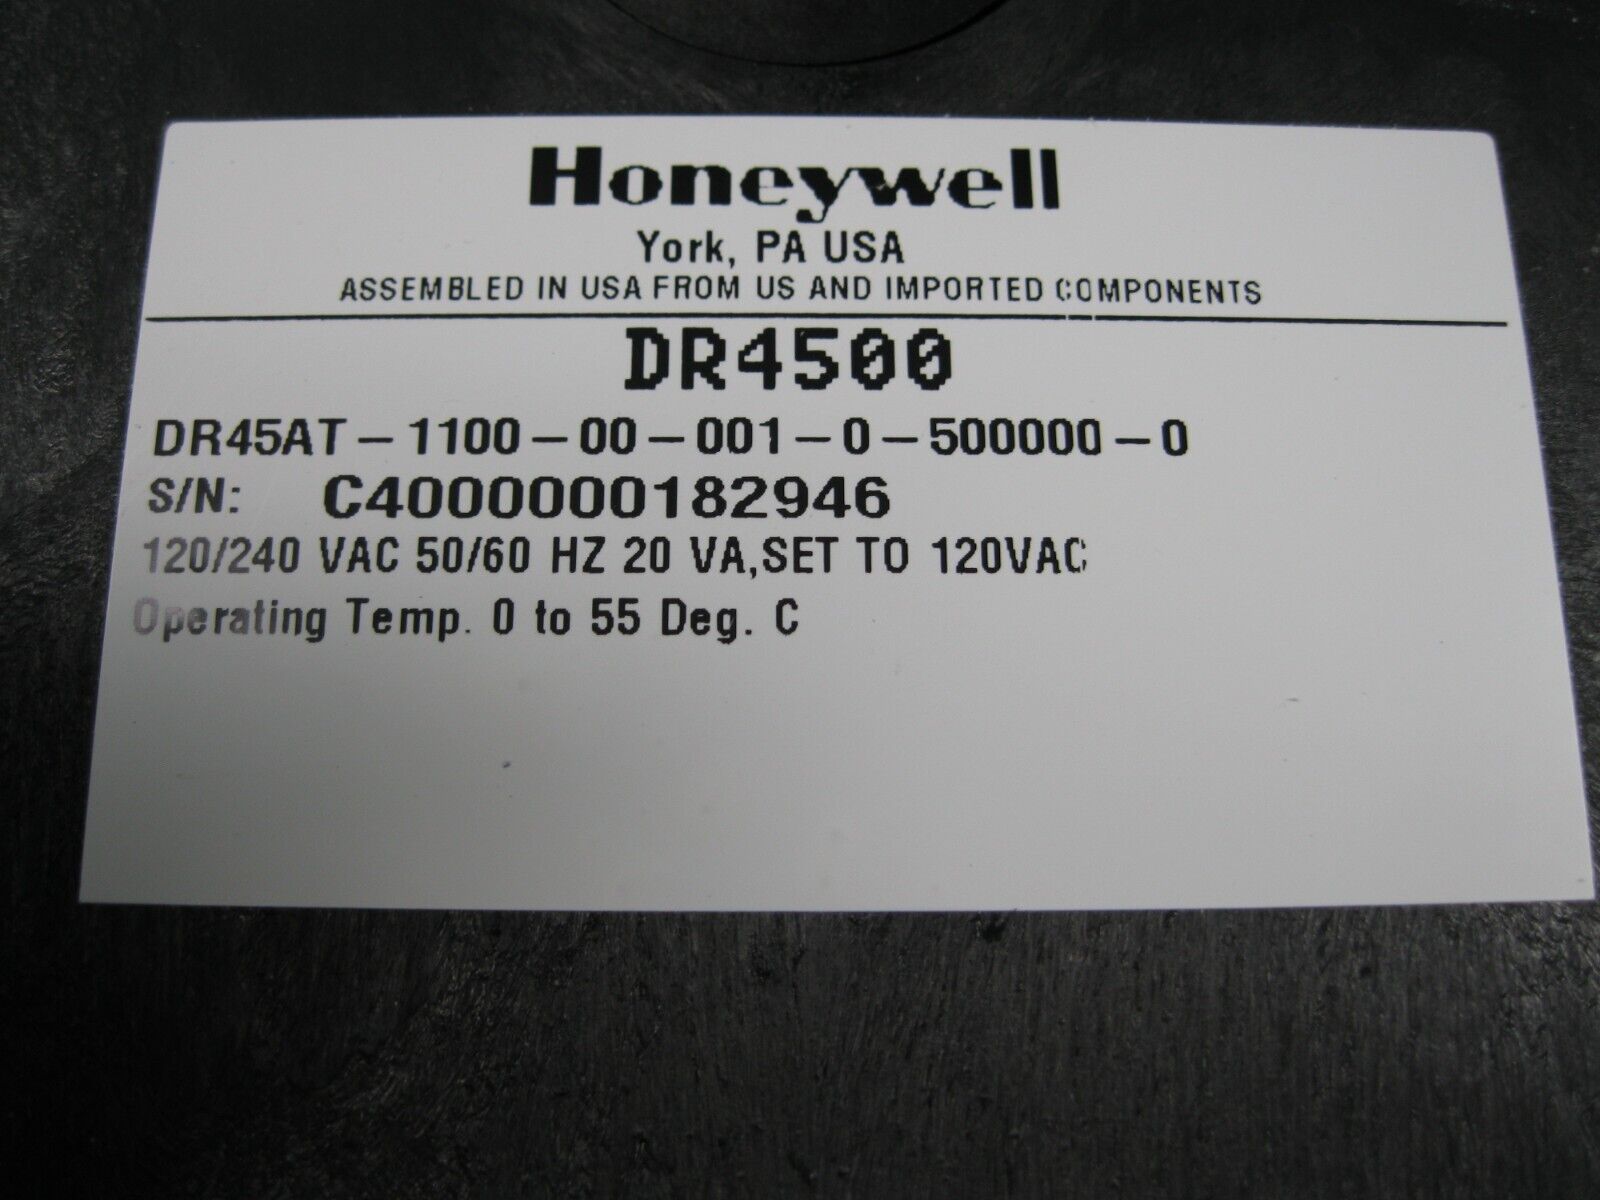 Honeywell
York, PA USA
ASSEMBLED IN USA FROM US AND IMPORTED COMPONENTS
DR4500
DR45AT-1100-00-001-0-500000-0
S/N: C4000000182946
120/240 VAC 50/60 HZ 20 VA,SET TO 120VAC
Operating Temp. 0 to 55 Deg. C